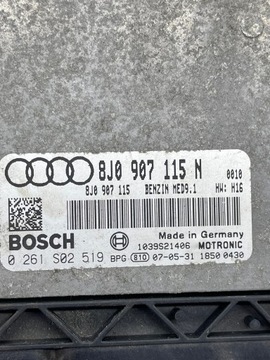 8J0 907 115 N 0010
8J0 907 115 BENZIN MED9.1 HW: H16
Made in Germany
BOSCH 1039S21406 MOTRONIC
0 261 S02 519 BPG 810 07-05-31 1850 0430